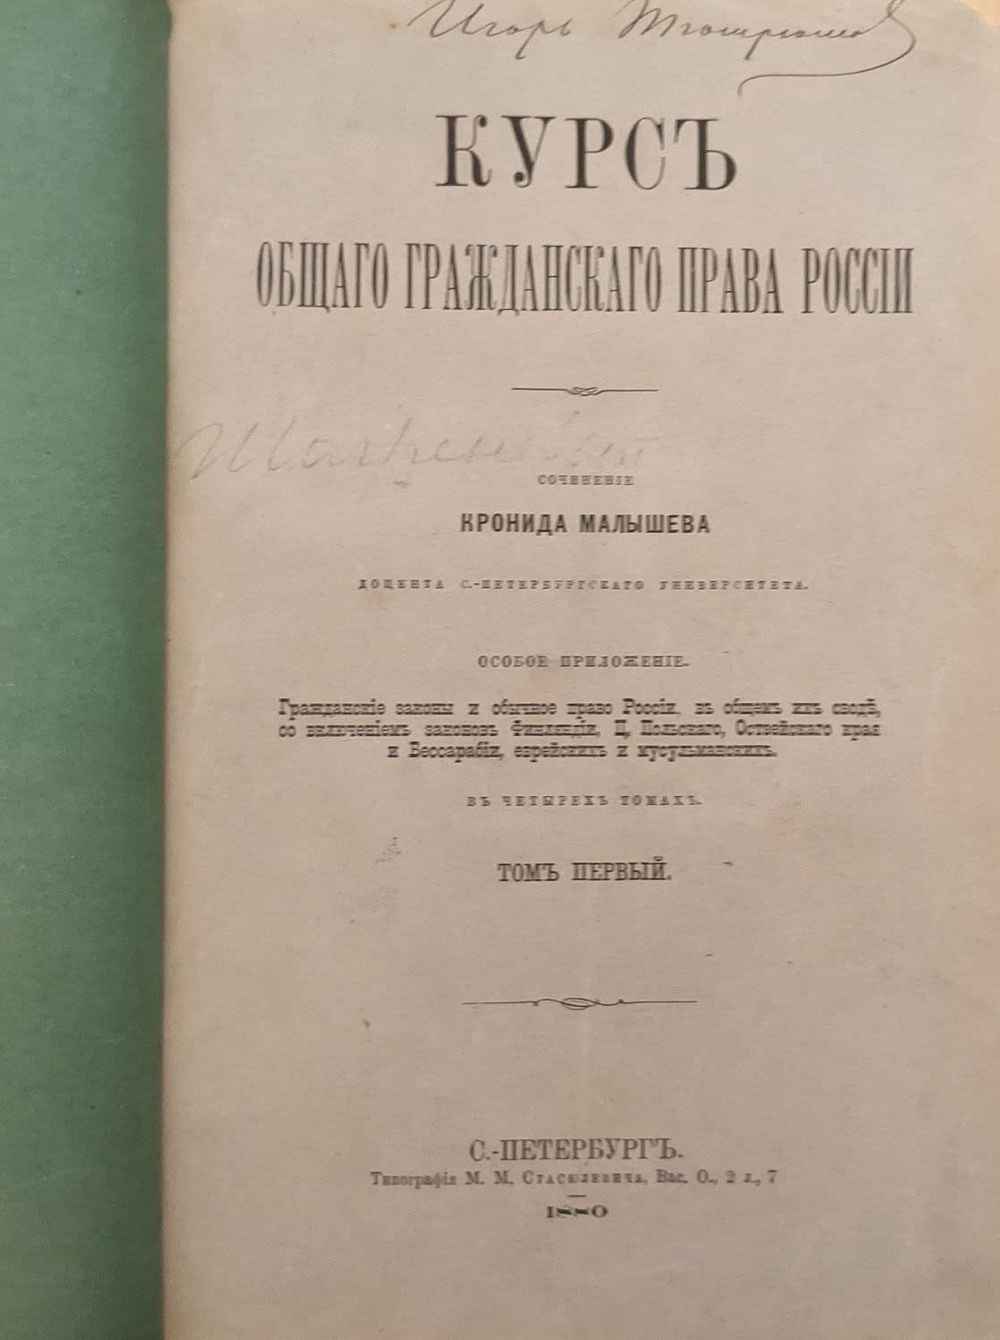 Игорь
КУРСЪ
ОБЩАГО ГРАЖДАНСКАГО ПРАВА РОССІИ
СОЧИНЕНІЕ
КРОНИДА МАЛЫШЕВА
ДОЦЕНТА С.-ПЕТЕРБУРГСКАГО УНИВЕРСИТЕТА.
ОСОБОЕ ПРИЛОЖЕНІЕ.
Гражданскіе законы и обычное право Россіи, въ общемъ ихъ сводѣ,
со включеніемъ законовъ Финляндіи, Ц. Польскаго, Остзейскаго края
и Бессарабіи, еврейскихъ и мусульманскихъ.
ВЪ ЧЕТЫРЕХЪ ТОМАХЪ.
ТОМЪ ПЕРВЫЙ.
С.-ПЕТЕРБУРГЪ.
Типографія М. М. Стасюлевича, Вас. О., 2 л., 7
1880